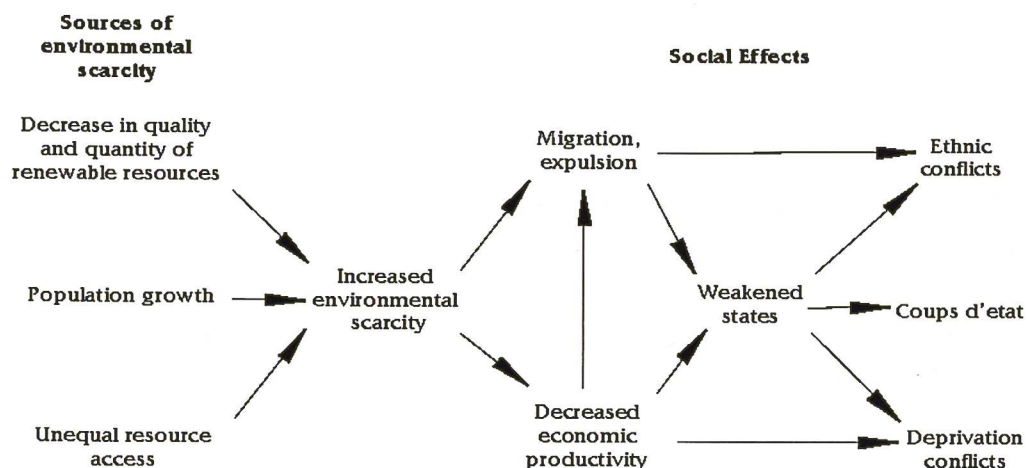 Sources of
environmental
scarcity
Social Effects
Decrease in quality
and quantity of
renewable resources
Migration,
expulsion
Ethnic
conflicts
Population growth
Increased
environmental
scarcity
Weakened
states
Coups d'etat
Unequal resource
access
Decreased
economic
productivity
Deprivation
conflicts